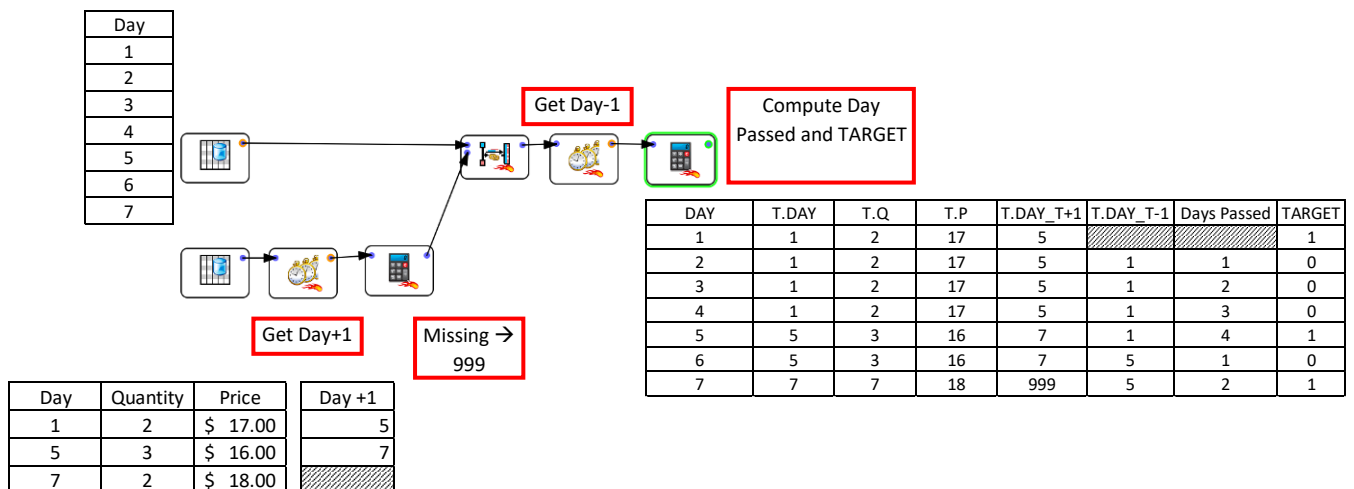 Day
1
2
3
4
5
6
7
Get Day-1
Compute Day
Passed and TARGET
Get Day+1
Missing →
999
DAY T.DAY T.Q T.P T.DAY_T+1 T.DAY_T-1 Days Passed TARGET
1 1 2 17 5 1
2 1 2 17 5 1 1 0
3 1 2 17 5 1 2 0
4 1 2 17 5 1 3 0
5 5 3 16 7 1 4 1
6 5 3 16 7 5 1 0
7 7 7 18 999 5 2 1
Day Quantity Price Day +1
1 2 $ 17.00 5
5 3 $ 16.00 7
7 2 $ 18.00